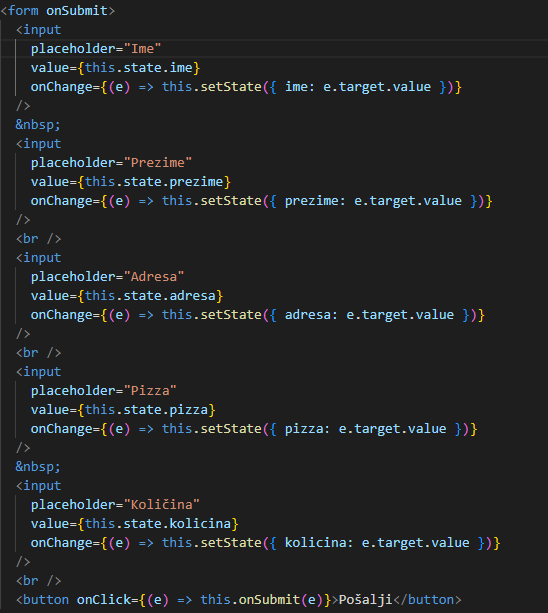 <form onSubmit>
<input
placeholder="Ime"
value={this.state.ime}
onChange={(e) => this.setState({ ime: e.target.value })}
/>
&nbsp;
<input
placeholder="Prezime"
value={this.state.prezime}
onChange={(e) => this.setState({ prezime: e.target.value })}
/>
<br />
<input
placeholder="Adresa"
value={this.state.adresa}
onChange={(e) => this.setState({ adresa: e.target.value })}
/>
<br />
<input
placeholder="Pizza"
value={this.state.pizza}
onChange={(e) => this.setState({ pizza: e.target.value })}
/>
&nbsp;
<input
placeholder="Količina"
value={this.state.kolicina}
onChange={(e) => this.setState({ kolicina: e.target.value })}
/>
<br />
<button onClick={(e) => this.onSubmit(e)}>Pošalji</button>